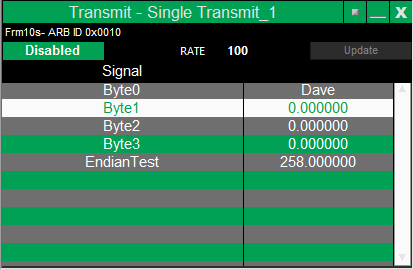 Transmit - Single Transmit_1
Frm10s- ARB ID 0x0010
Disabled RATE 100 Update
Signal
Byte0 Dave
Byte1 0.000000
Byte2 0.000000
Byte3 0.000000
EndianTest 258.000000